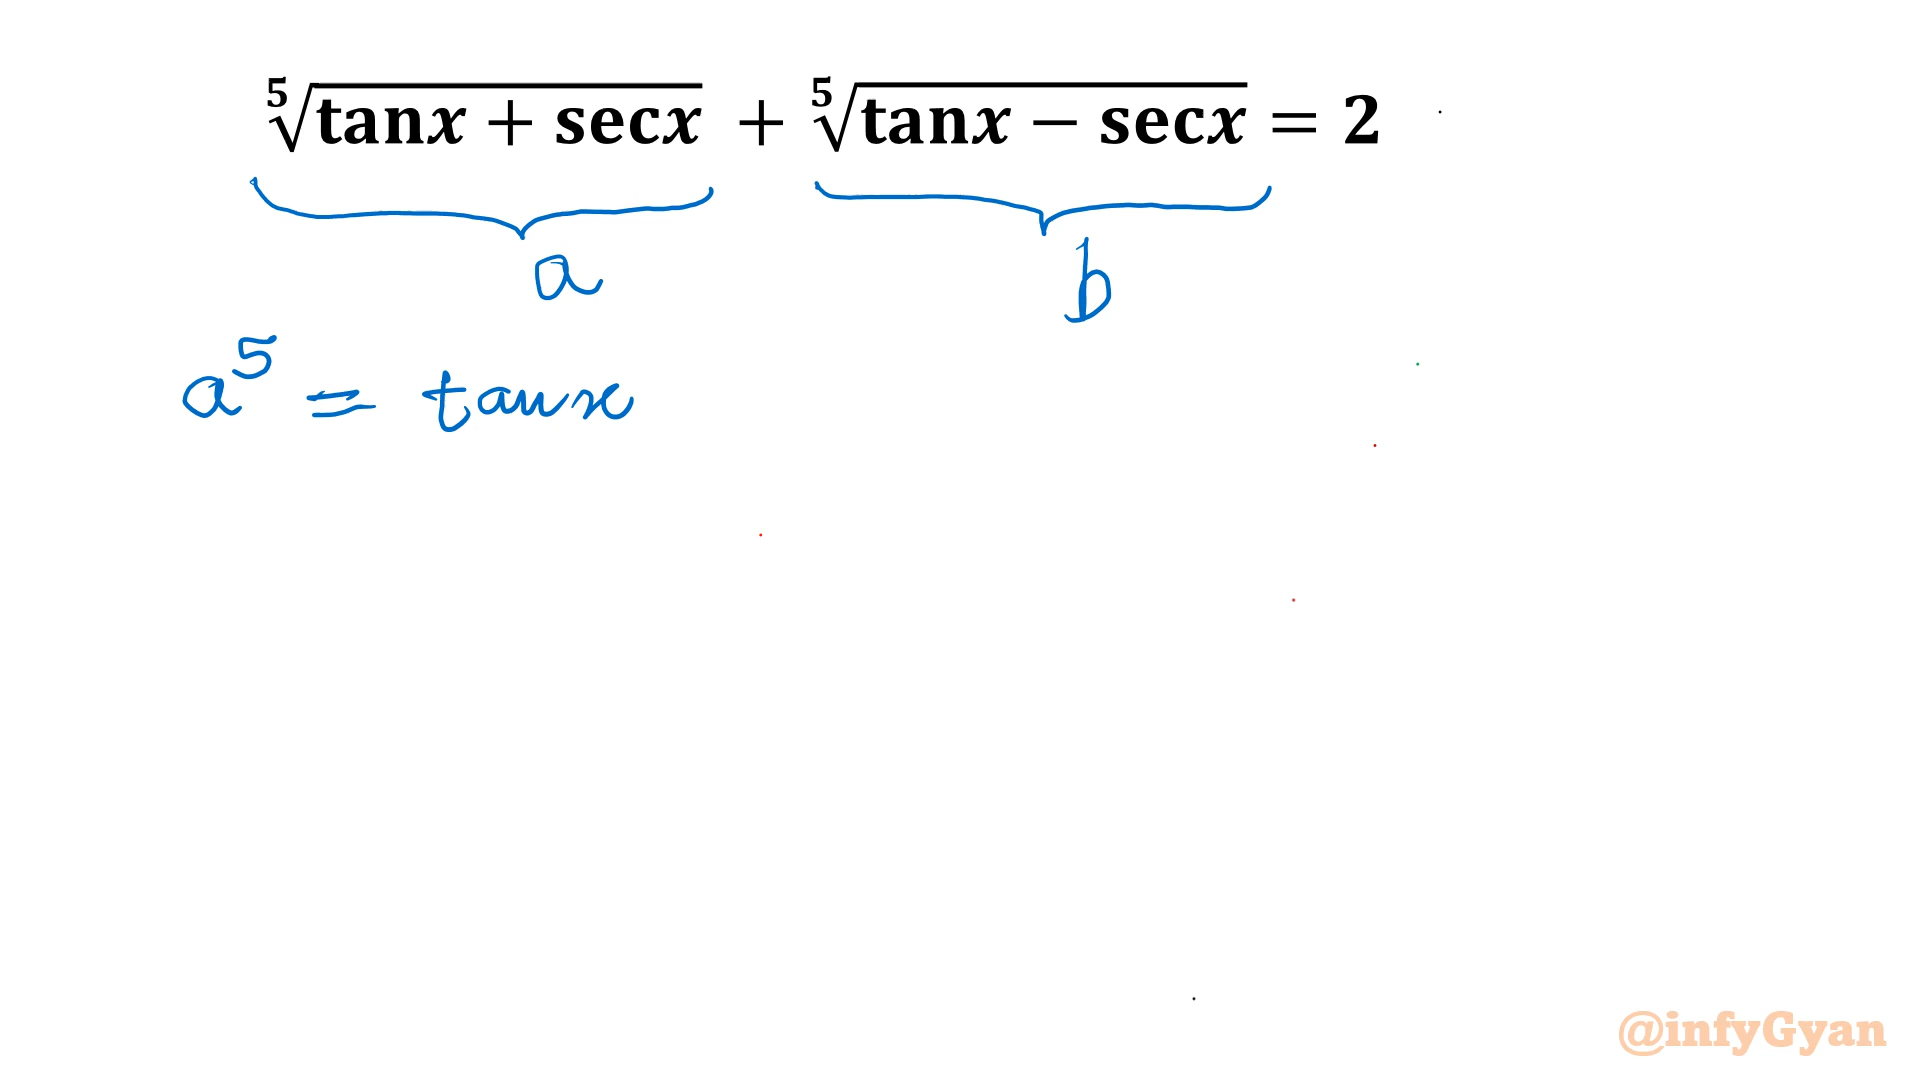 ⁵√(tanx + secx) + ⁵√(tanx − secx) = 2
a b
a⁵ = tanx
@infyGyan